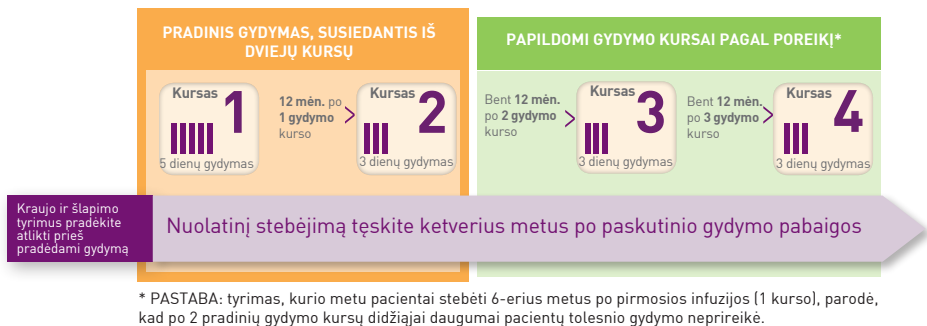 PRADINIS GYDYMAS, SUSIEDANTIS IŠ
DVIEJŲ KURSŲ
PAPILDOMI GYDYMO KURSAI PAGAL POREIKĮ*
Kursas
1
5 dienų gydymas
12 mėn. po
1 gydymo
kurso
Kursas
2
3 dienų gydymas
Bent 12 mėn.
po 2 gydymo
kurso
Kursas
3
3 dienų gydymas
Bent 12 mėn.
po 3 gydymo
kurso
Kursas
4
3 dienų gydymas
Kraujo ir šlapimo
tyrimus pradėkite
atlikti prieš
pradėdami gydymą
Nuolatinį stebėjimą tęskite ketverius metus po paskutinio gydymo pabaigos
* PASTABA: tyrimas, kurio metu pacientai stebėti 6-erius metus po pirmosios infuzijos (1 kurso), parodė,
kad po 2 pradinių gydymo kursų didžiajai daugumai pacientų tolesnio gydymo neprireikė.